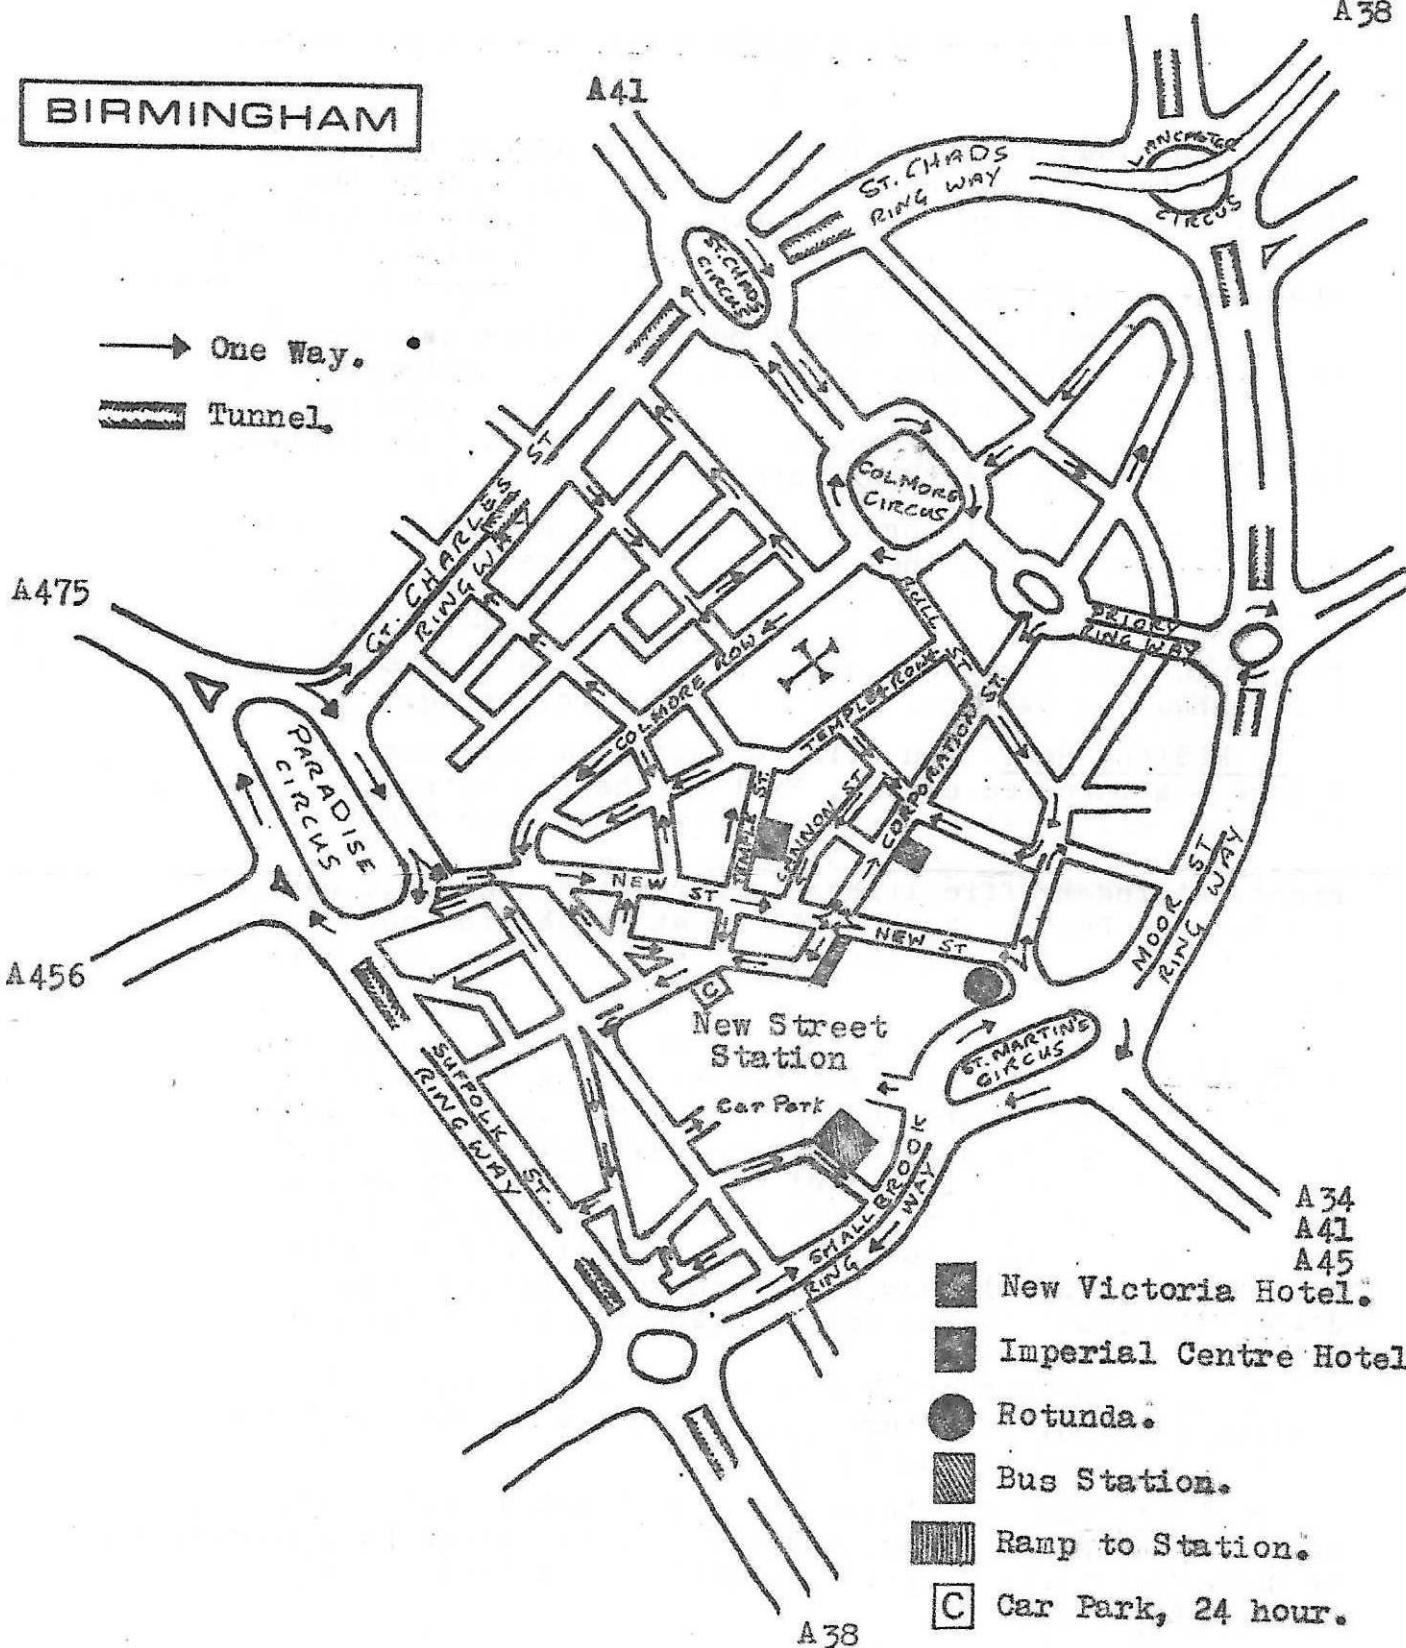 A38
BIRMINGHAM
A41
LANCASTER
CIRCUS
ST. CHADS
RING WAY
ST. CHADS
CIRCUS
One Way.
Tunnel.
COLMORE
CIRCUS
GT. CHARLES ST
RING WAY
A475
BULL ST
PRIORY
RING WAY
COLMORE ROW
TEMPLE ROW
CORPORATION ST.
PARADISE
CIRCUS
TEMPLE ST.
CANNON ST.
MOOR ST
RING WAY
NEW ST
NEW ST
A456
C
New Street
Station
ST. MARTINS
CIRCUS
Car Park
SUFFOLK ST.
RING WAY
SMALLBROOK
RING WAY
A34
A41
A45
New Victoria Hotel.
Imperial Centre Hotel
Rotunda.
Bus Station.
Ramp to Station.
C Car Park, 24 hour.
A38